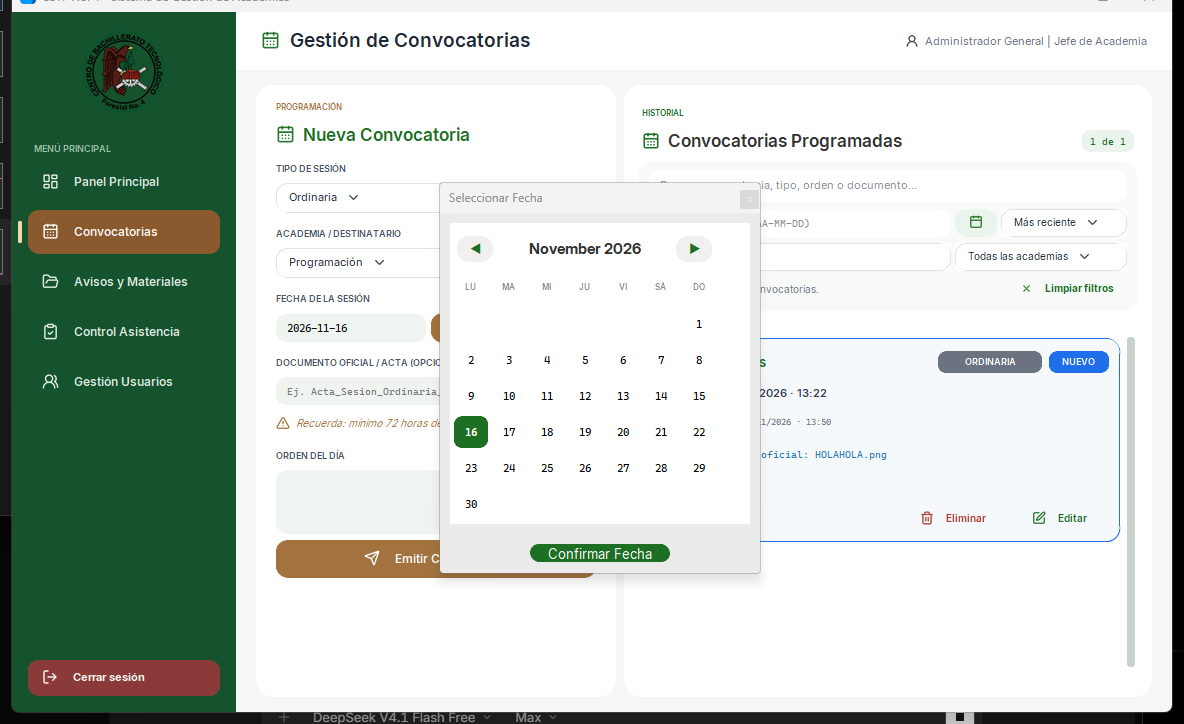 CENTRO DE BACHILLERATO TECNOLÓGICO
Forestal No. 4
MENÚ PRINCIPAL
Panel Principal
Convocatorias
Avisos y Materiales
Control Asistencia
Gestión Usuarios
Cerrar sesión
Gestión de Convocatorias
Administrador General | Jefe de Academia
PROGRAMACIÓN
Nueva Convocatoria
TIPO DE SESIÓN
Ordinaria
ACADEMIA / DESTINATARIO
Programación
FECHA DE LA SESIÓN
2026-11-16
DOCUMENTO OFICIAL / ACTA (OPCIO
Ej. Acta_Sesion_Ordinaria_
Recuerda: mínimo 72 horas de
ORDEN DEL DÍA
Emitir C
Seleccionar Fecha
x
◀ November 2026 ▶
LU MA MI JU VI SÁ DO
1
2 3 4 5 6 7 8
9 10 11 12 13 14 15
16 17 18 19 20 21 22
23 24 25 26 27 28 29
30
Confirmar Fecha
HISTORIAL
Convocatorias Programadas
1 de 1
ia, tipo, orden o documento...
A-MM-DD)
Más reciente
Todas las academias
nvocatorias.
Limpiar filtros
s
ORDINARIA
NUEVO
2026 · 13:22
1/2026 · 13:50
oficial: HOLAHOLA.png
Eliminar
Editar
DeepSeek V4.1 Flash Free
Max